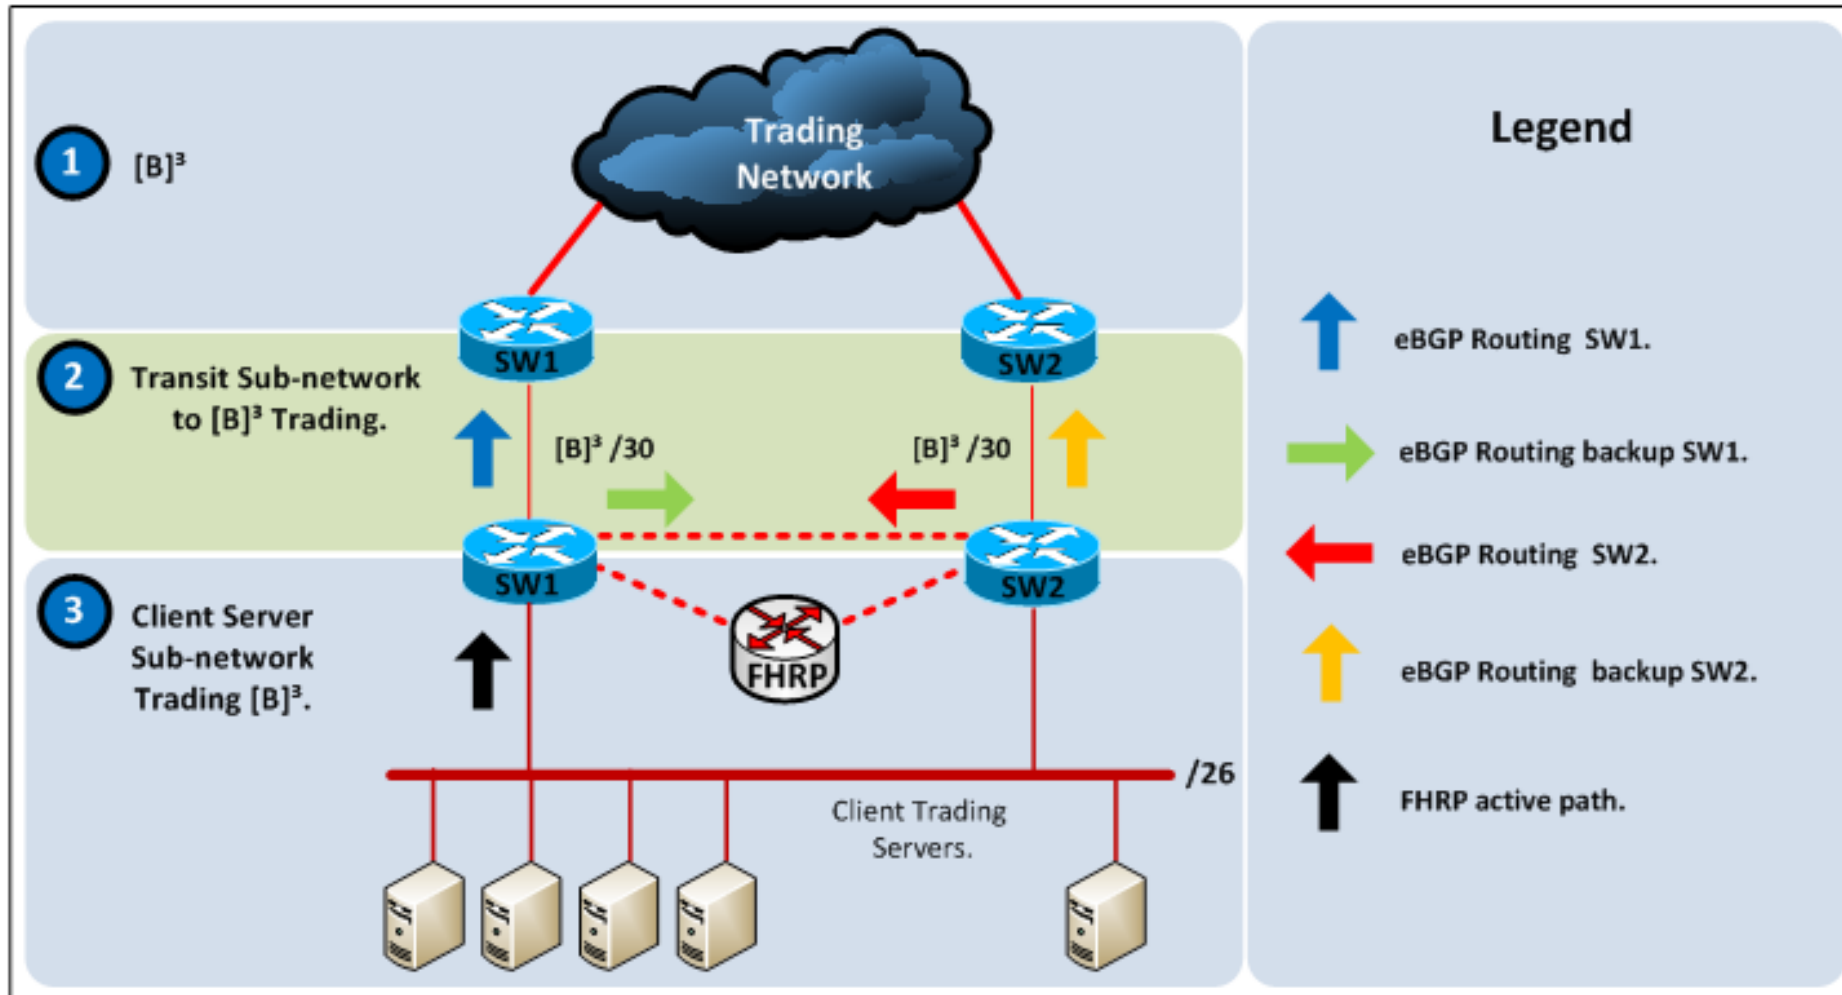 Trading
Network
1
[B]³
SW1
SW2
2
Transit Sub-network
to [B]³ Trading.
[B]³ /30
[B]³ /30
SW1
SW2
3
Client Server
Sub-network
Trading [B]³.
FHRP
/26
Client Trading
Servers.
Legend
eBGP Routing SW1.
eBGP Routing backup SW1.
eBGP Routing SW2.
eBGP Routing backup SW2.
FHRP active path.